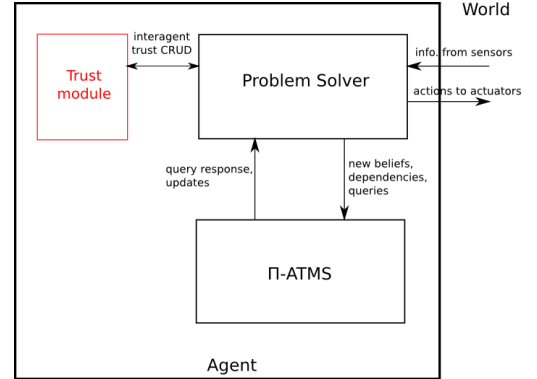 World
interagent
trust CRUD
Trust
module
Problem Solver
info. from sensors
actions to actuators
query response,
updates
new beliefs,
dependencies,
queries
Π-ATMS
Agent